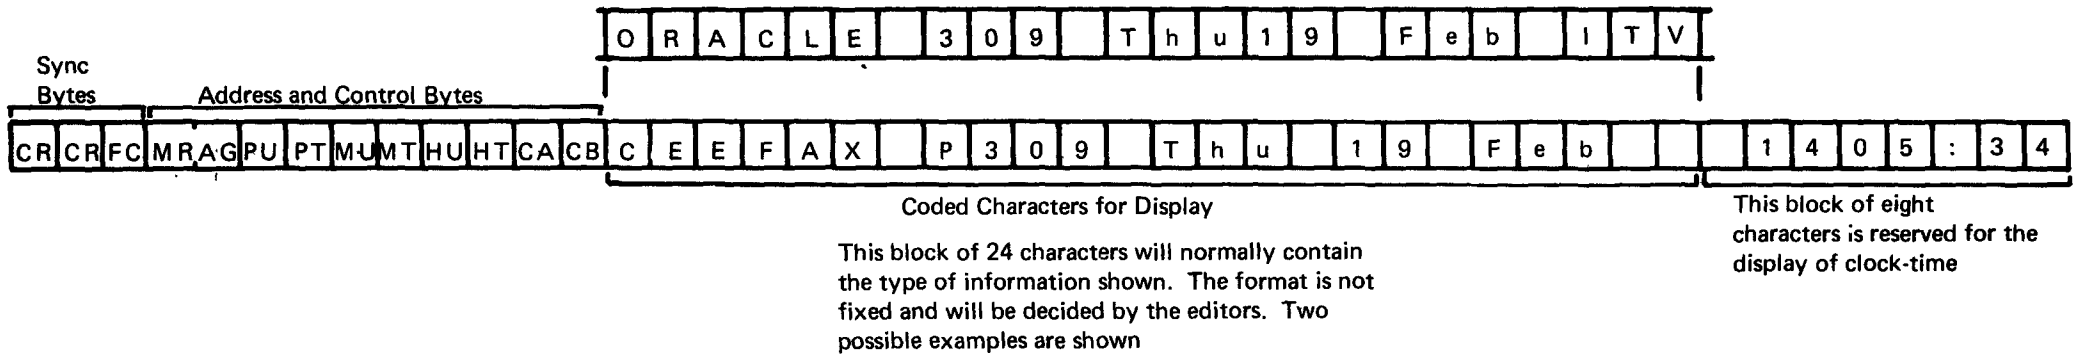 O R A C L E 3 0 9 T h u 1 9 F e b I T V
Sync
Bytes
Address and Control Bytes
CR CR FC MRAG PU PT MU MT HU HT CA CB C E E F A X P 3 0 9 T h u 1 9 F e b 1 4 0 5 : 3 4
Coded Characters for Display
This block of 24 characters will normally contain
the type of information shown. The format is not
fixed and will be decided by the editors. Two
possible examples are shown
This block of eight
characters is reserved for the
display of clock-time